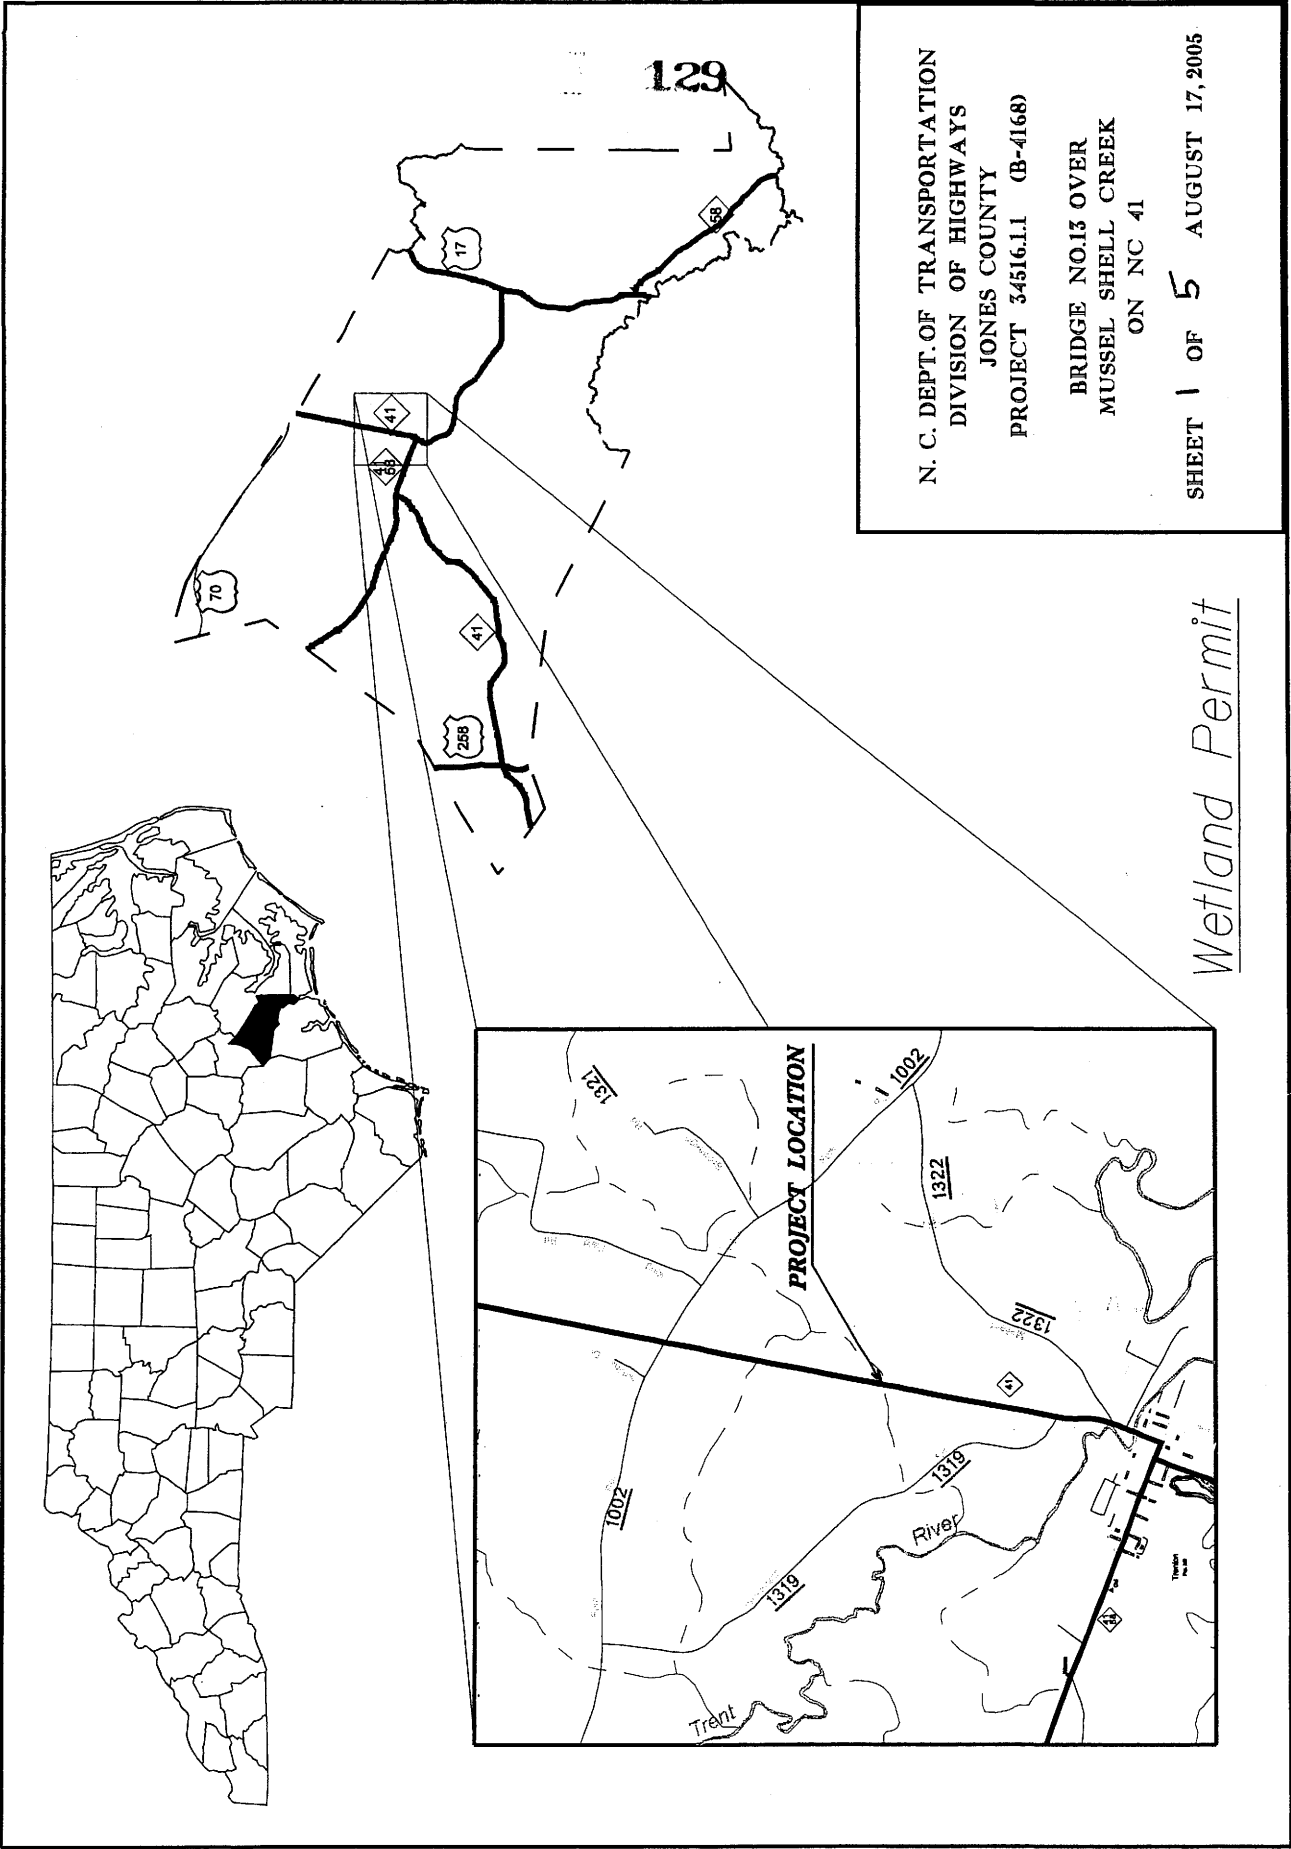 129
70
17
41
41
58
58
41
258
N. C. DEPT. OF TRANSPORTATION
DIVISION OF HIGHWAYS
JONES COUNTY
PROJECT 34516.1.1 (B-4168)
BRIDGE NO.13 OVER
MUSSEL SHELL CREEK
ON NC 41
SHEET 1 OF 5 AUGUST 17, 2005
Wetland Permit
PROJECT LOCATION
1321
1002
1322
1322
41
1002
1319
1319
River
Trent
Trenton